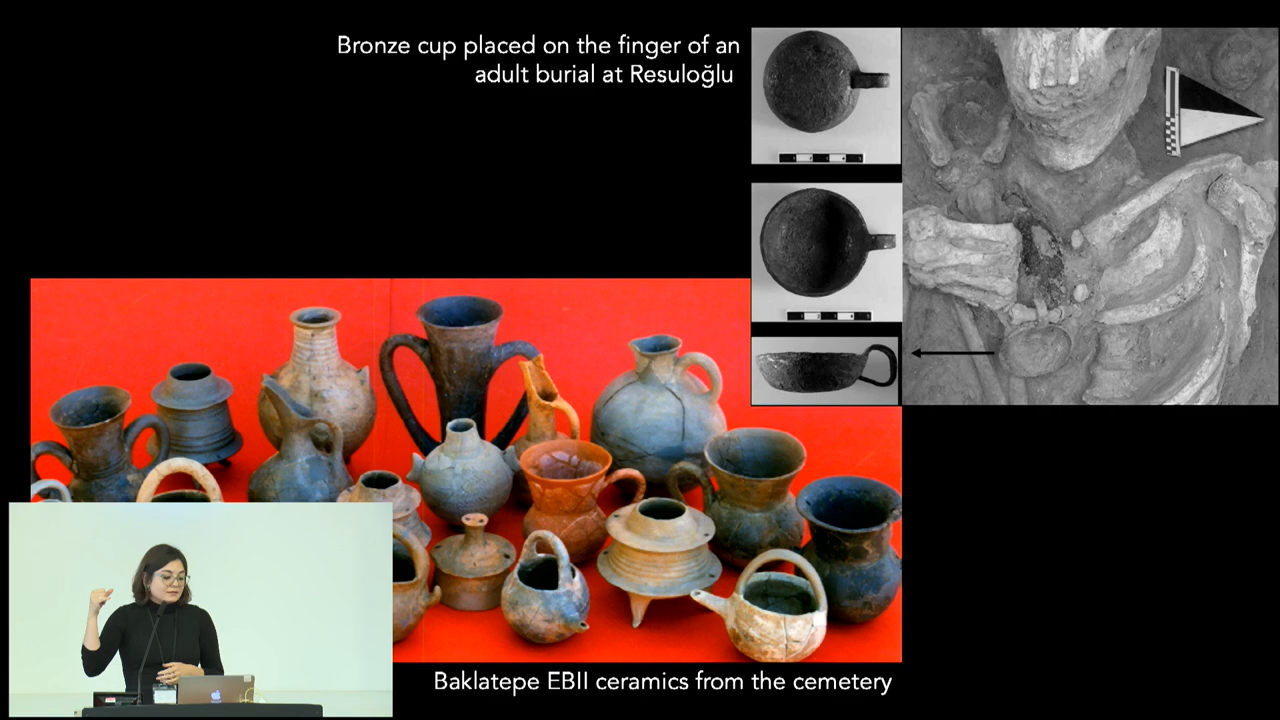 Bronze cup placed on the finger of an
adult burial at Resuloğlu
Baklatepe EBII ceramics from the cemetery